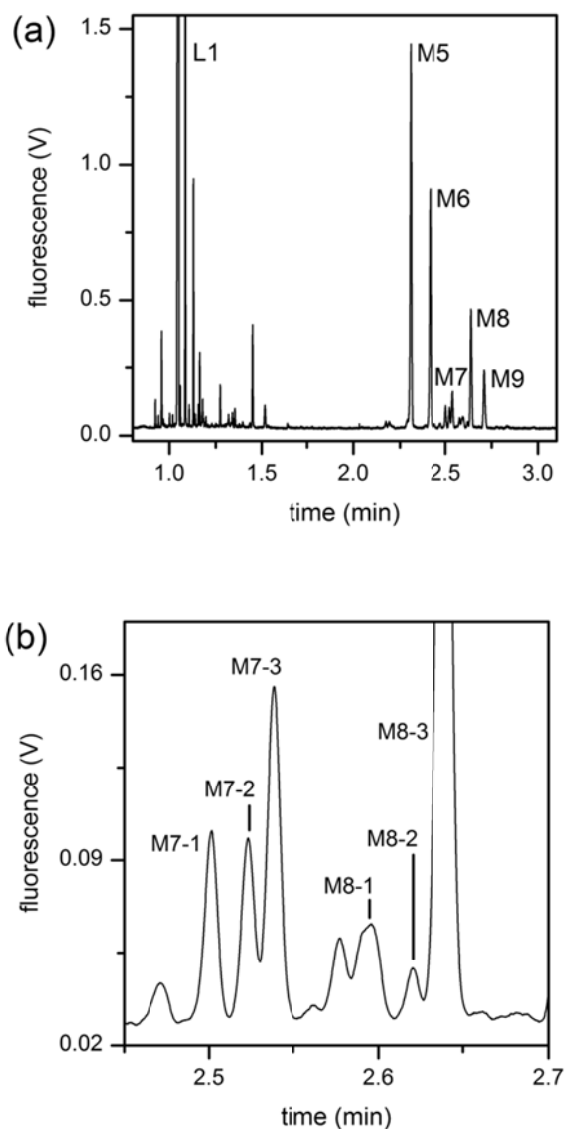 (a)
1.5
1.0
0.5
0.0
fluorescence (V)
L1
M5
M6
M7
M8
M9
1.0 1.5 2.0 2.5 3.0
time (min)
(b)
0.16
0.09
0.02
fluorescence (V)
M7-3
M7-2
M7-1
M8-3
M8-2
M8-1
2.5 2.6 2.7
time (min)